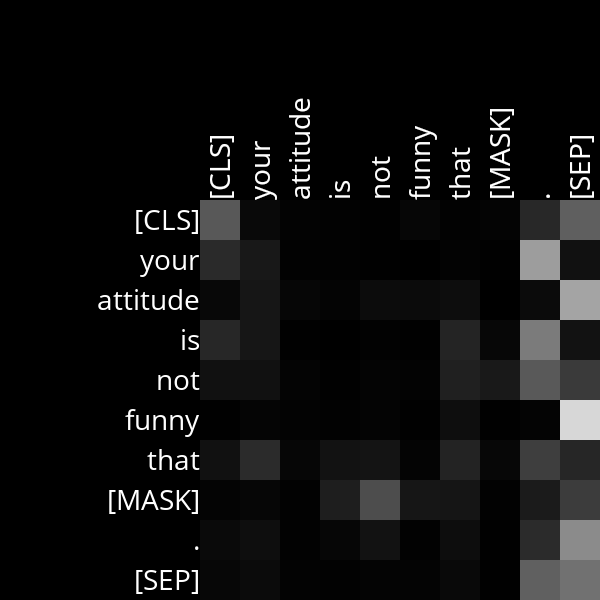 [CLS] your attitude is not funny that [MASK] . [SEP]
[CLS]
your
attitude
is
not
funny
that
[MASK]
.
[SEP]